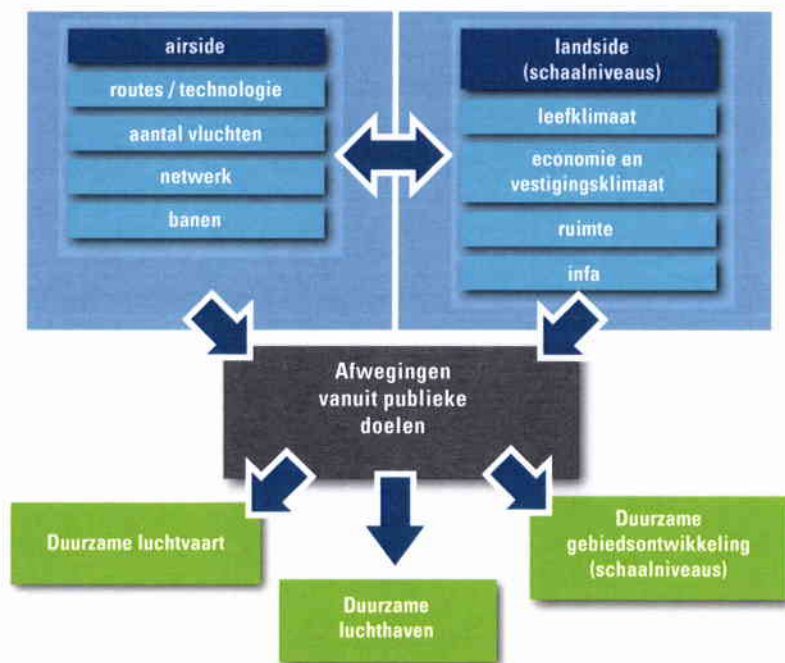 airside
routes / technologie
aantal vluchten
netwerk
banen
landside
(schaalniveaus)
leefklimaat
economie en
vestigingsklimaat
ruimte
infa
Afwegingen
vanuit publieke
doelen
Duurzame luchtvaart
Duurzame
luchthaven
Duurzame
gebiedsontwikkeling
(schaalniveaus)